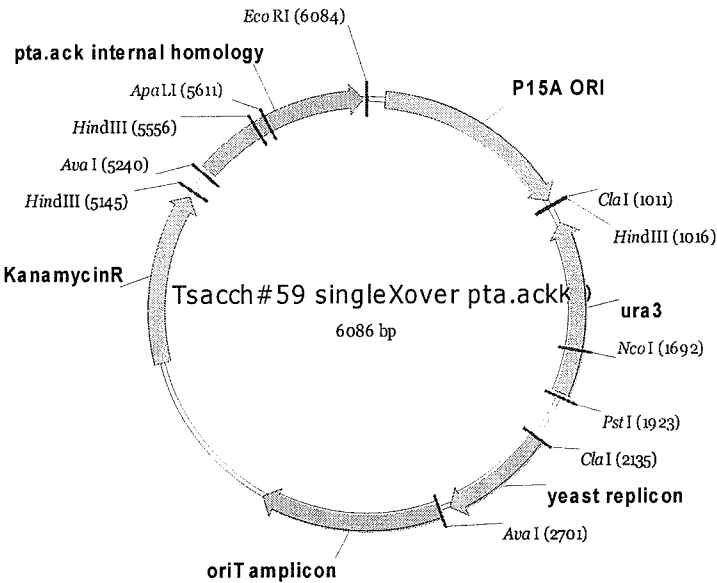 EcoRI (6084)
pta.ack internal homology
ApaLI (5611)
P15A ORI
HindIII (5556)
AvaI (5240)
HindIII (5145)
ClaI (1011)
HindIII (1016)
KanamycinR
Tsacch#59 singleXover pta.ackk )
ura3
6086 bp
NcoI (1692)
PstI (1923)
ClaI (2135)
yeast replicon
AvaI (2701)
oriT amplicon